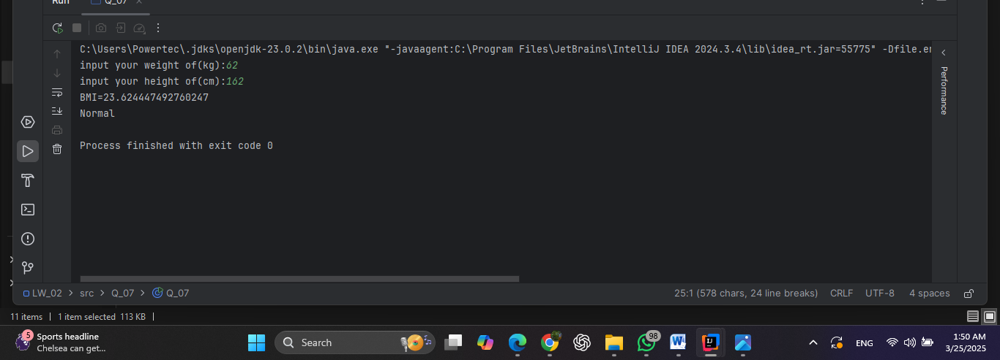 Run Q_07
C:\Users\Powertec\.jdks\openjdk-23.0.2\bin\java.exe "-javaagent:C:\Program Files\JetBrains\IntelliJ IDEA 2024.3.4\lib\idea_rt.jar=55775" -Dfile.en
input your weight of(kg):62
input your height of(cm):162
BMI=23.624447492760247
Normal
Process finished with exit code 0
Performance
LW_02 > src > Q_07 > Q_07 25:1 (578 chars, 24 line breaks) CRLF UTF-8 4 spaces
11 items | 1 item selected 113 KB |
5
Sports headline
Chelsea can get...
Search
98
ENG
1:50 AM
3/25/2025